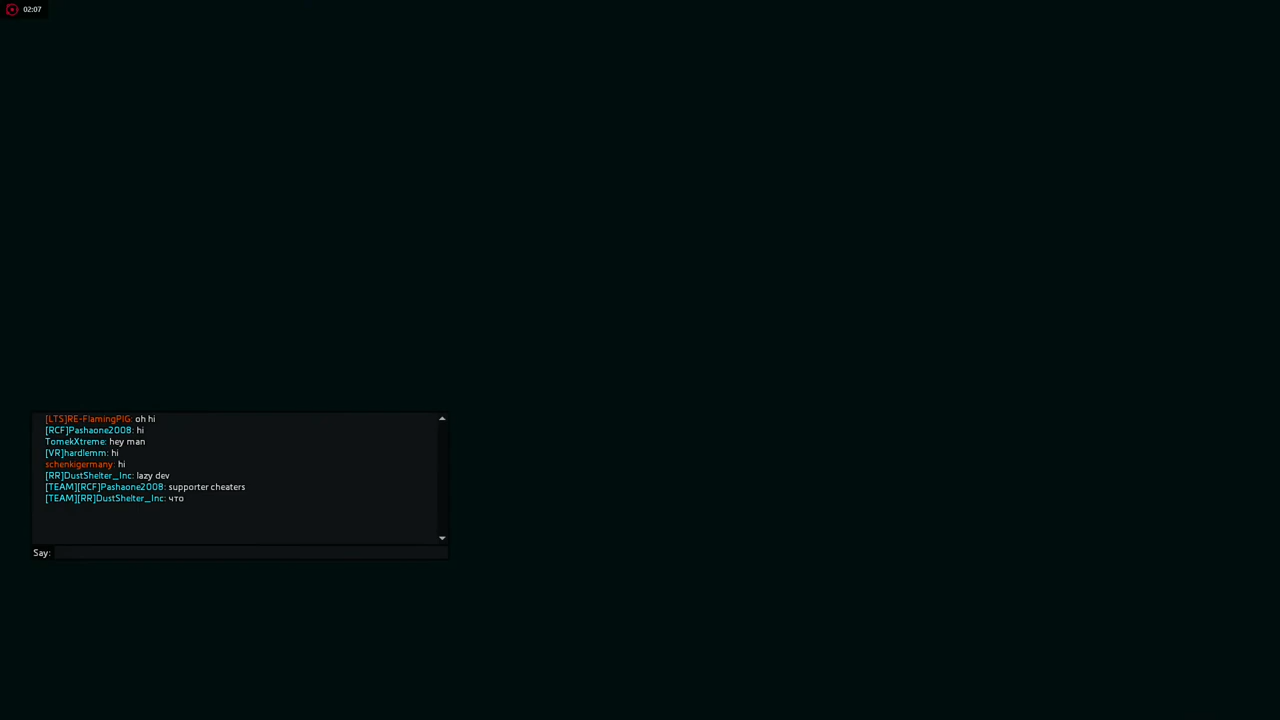 02:07
[LTS]RE-FlamingPIG: oh hi
[RCF]Pashaone2008: hi
TomekXtreme: hey man
[VR]hardlemm: hi
schenkigermany: hi
[RR]DustShelter_Inc: lazy dev
[TEAM][RCF]Pashaone2008: supporter cheaters
[TEAM][RR]DustShelter_Inc: что
Say: